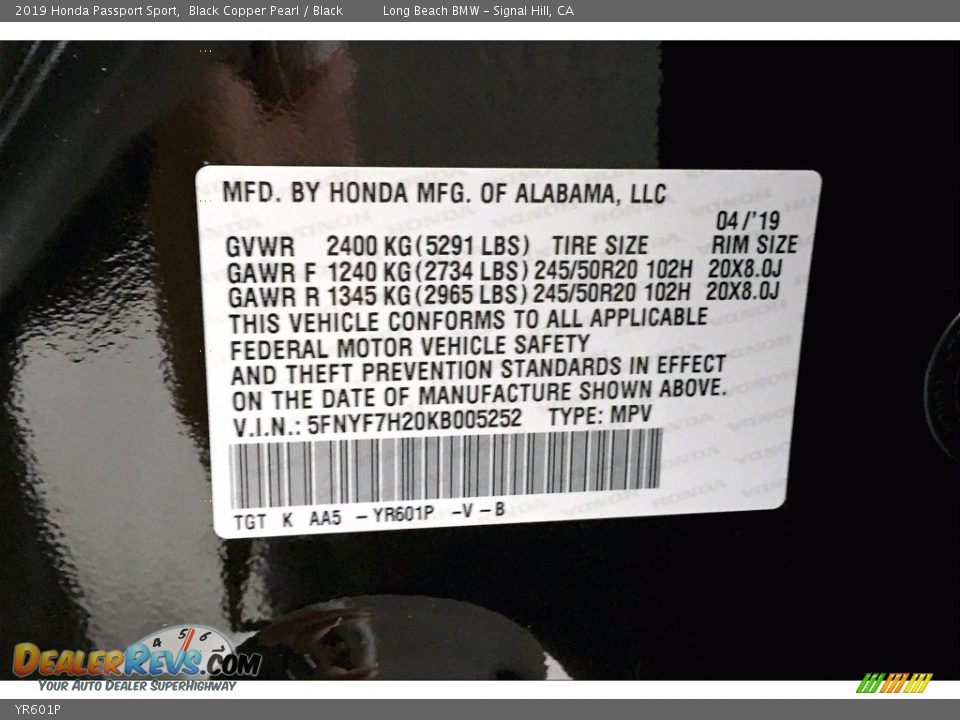 2019 Honda Passport Sport, Black Copper Pearl / Black Long Beach BMW - Signal Hill, CA
MFD. BY HONDA MFG. OF ALABAMA, LLC
04/'19
GVWR 2400 KG (5291 LBS) TIRE SIZE RIM SIZE
GAWR F 1240 KG (2734 LBS) 245/50R20 102H 20X8.0J
GAWR R 1345 KG (2965 LBS) 245/50R20 102H 20X8.0J
THIS VEHICLE CONFORMS TO ALL APPLICABLE
FEDERAL MOTOR VEHICLE SAFETY
AND THEFT PREVENTION STANDARDS IN EFFECT
ON THE DATE OF MANUFACTURE SHOWN ABOVE.
V.I.N.: 5FNYF7H20KB005252 TYPE: MPV
TGT K AA5 -YR601P -V -B
4 5 6
DEALERREVS.COM
YOUR AUTO DEALER SUPERHIGHWAY
YR601P